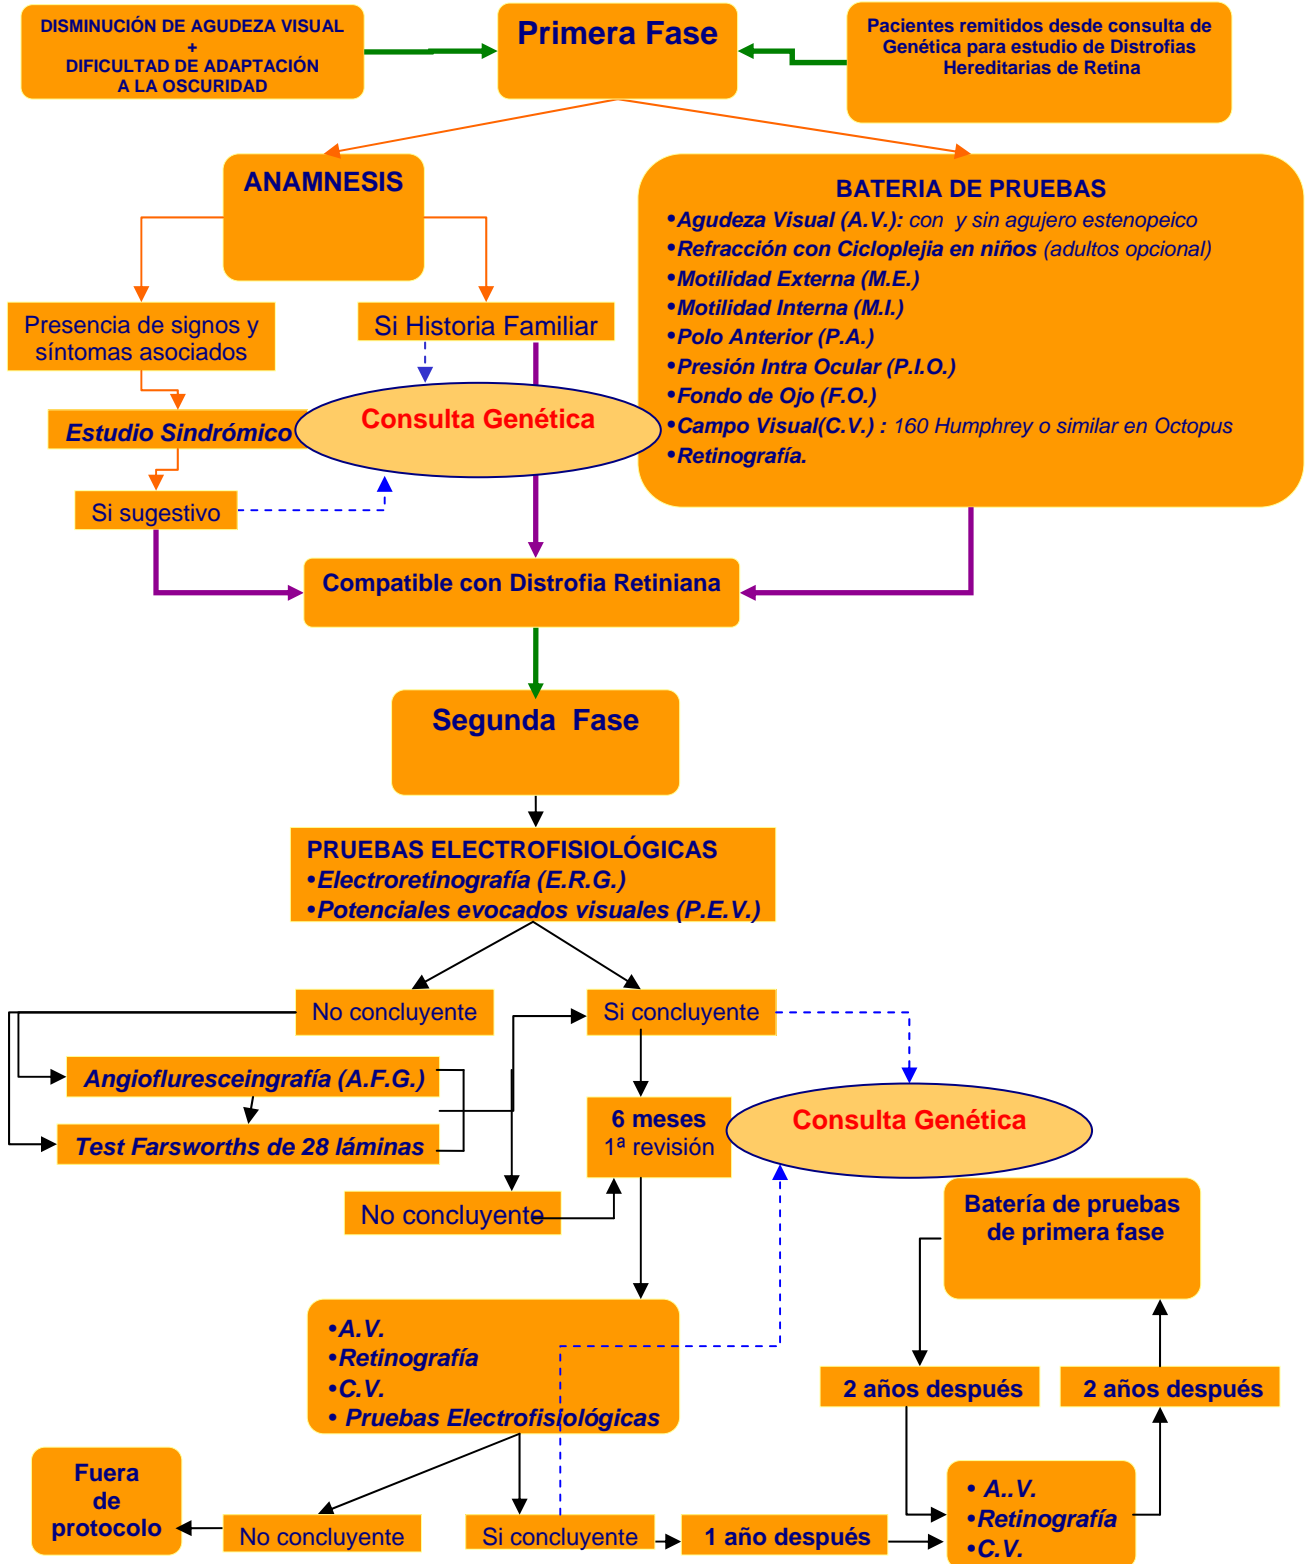 DISMINUCIÓN DE AGUDEZA VISUAL
+
DIFICULTAD DE ADAPTACIÓN
A LA OSCURIDAD
Primera Fase
Pacientes remitidos desde consulta de
Genética para estudio de Distrofias
Hereditarias de Retina
ANAMNESIS
BATERIA DE PRUEBAS
•Agudeza Visual (A.V.): con y sin agujero estenopeico
•Refracción con Cicloplejia en niños (adultos opcional)
•Motilidad Externa (M.E.)
•Motilidad Interna (M.I.)
•Polo Anterior (P.A.)
•Presión Intra Ocular (P.I.O.)
•Fondo de Ojo (F.O.)
•Campo Visual(C.V.) : 160 Humphrey o similar en Octopus
•Retinografía.
Presencia de signos y
síntomas asociados
Si Historia Familiar
Estudio Sindrómico
Consulta Genética
Si sugestivo
Compatible con Distrofia Retiniana
Segunda Fase
PRUEBAS ELECTROFISIOLÓGICAS
•Electroretinografía (E.R.G.)
•Potenciales evocados visuales (P.E.V.)
No concluyente
Si concluyente
Angiofluresceingrafía (A.F.G.)
Test Farsworths de 28 láminas
6 meses
1ª revisión
Consulta Genética
No concluyente
Batería de pruebas
de primera fase
•A.V.
•Retinografía
•C.V.
• Pruebas Electrofisiológicas
2 años después
2 años después
Fuera
de
protocolo
No concluyente
Si concluyente
1 año después
• A..V.
•Retinografía
•C.V.